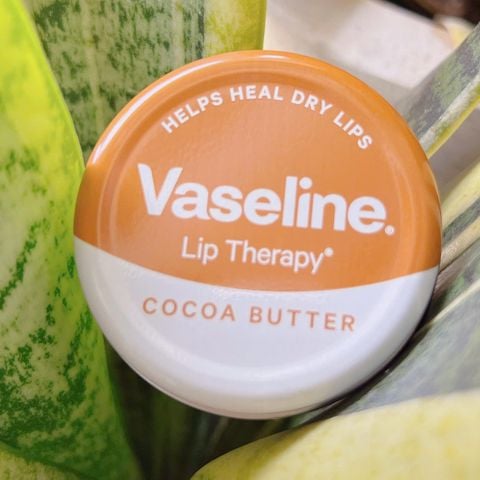 HELPS HEAL DRY LIPS
Vaseline®
Lip Therapy®
COCOA BUTTER